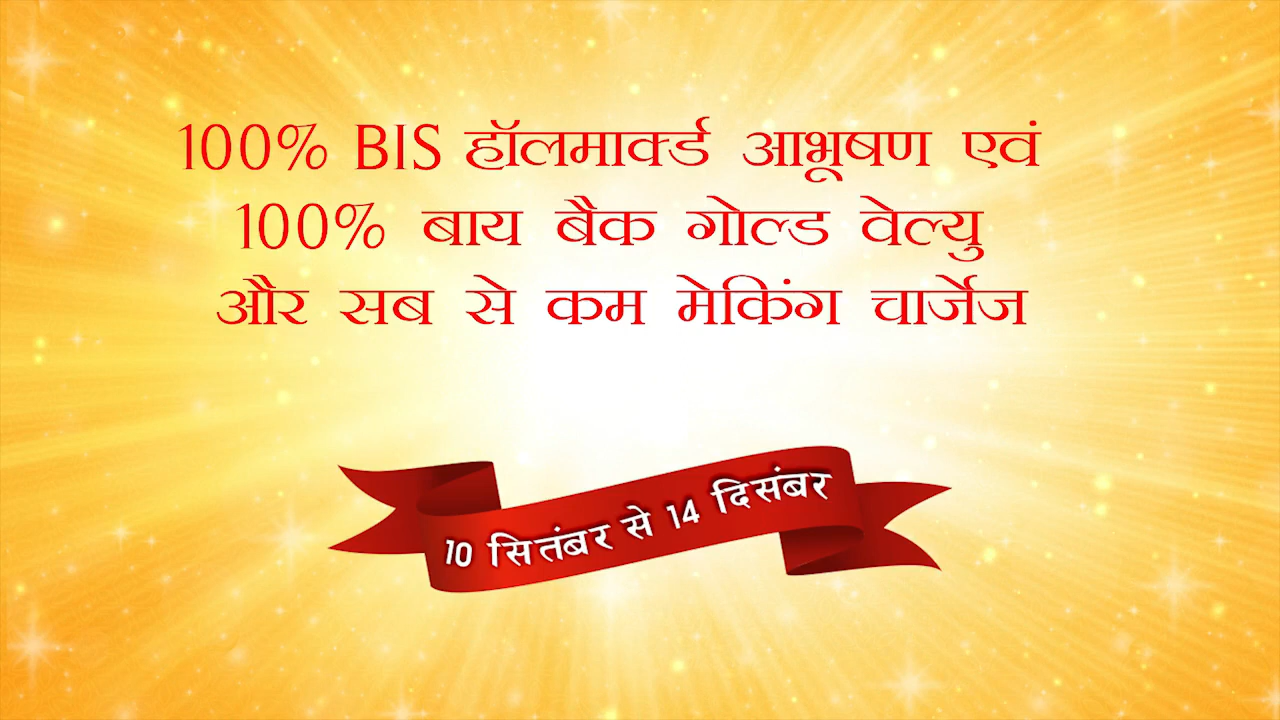 100% BIS हॉलमार्क्ड आभूषण एवं
100% बाय बैक गोल्ड वेल्यु
और सब से कम मेकिंग चार्जेज
10 सितंबर से 14 दिसंबर